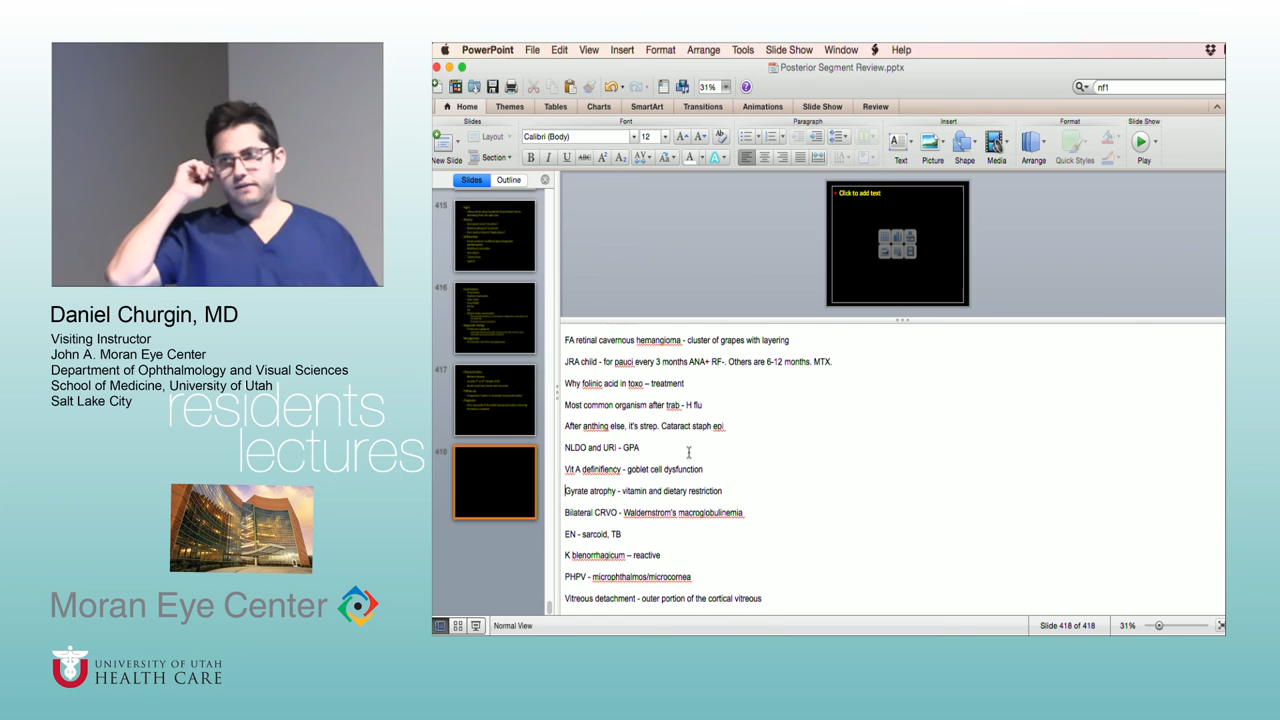 Daniel Churgin, MD
Visiting Instructor
John A. Moran Eye Center
Department of Ophthalmology and Visual Sciences
School of Medicine, University of Utah
Salt Lake City
residents
lectures
Moran Eye Center
UNIVERSITY OF UTAH
HEALTH CARE
PowerPoint File Edit View Insert Format Arrange Tools Slide Show Window Help
Posterior Segment Review.pptx
31%
nf1
Home Themes Tables Charts SmartArt Transitions Animations Slide Show Review
Slides Font Paragraph Insert Format Slide Show
Layout Calibri (Body) 12
New Slide Section Text Picture Shape Media Arrange Quick Styles Play
Slides Outline
415
416
417
418
Click to add text
FA retinal cavernous hemangioma - cluster of grapes with layering
JRA child - for pauci every 3 months ANA+ RF-. Others are 6-12 months. MTX.
Why folinic acid in toxo – treatment
Most common organism after trab - H flu
After anthing else, it's strep. Cataract staph epi
NLDO and URI - GPA
Vit A definifiency - goblet cell dysfunction
Gyrate atrophy - vitamin and dietary restriction
Bilateral CRVO - Waldernstrom's macroglobulinemia
EN - sarcoid, TB
K blenorrhagicum – reactive
PHPV - microphthalmos/microcornea
Vitreous detachment - outer portion of the cortical vitreous
Normal View
Slide 418 of 418
31%